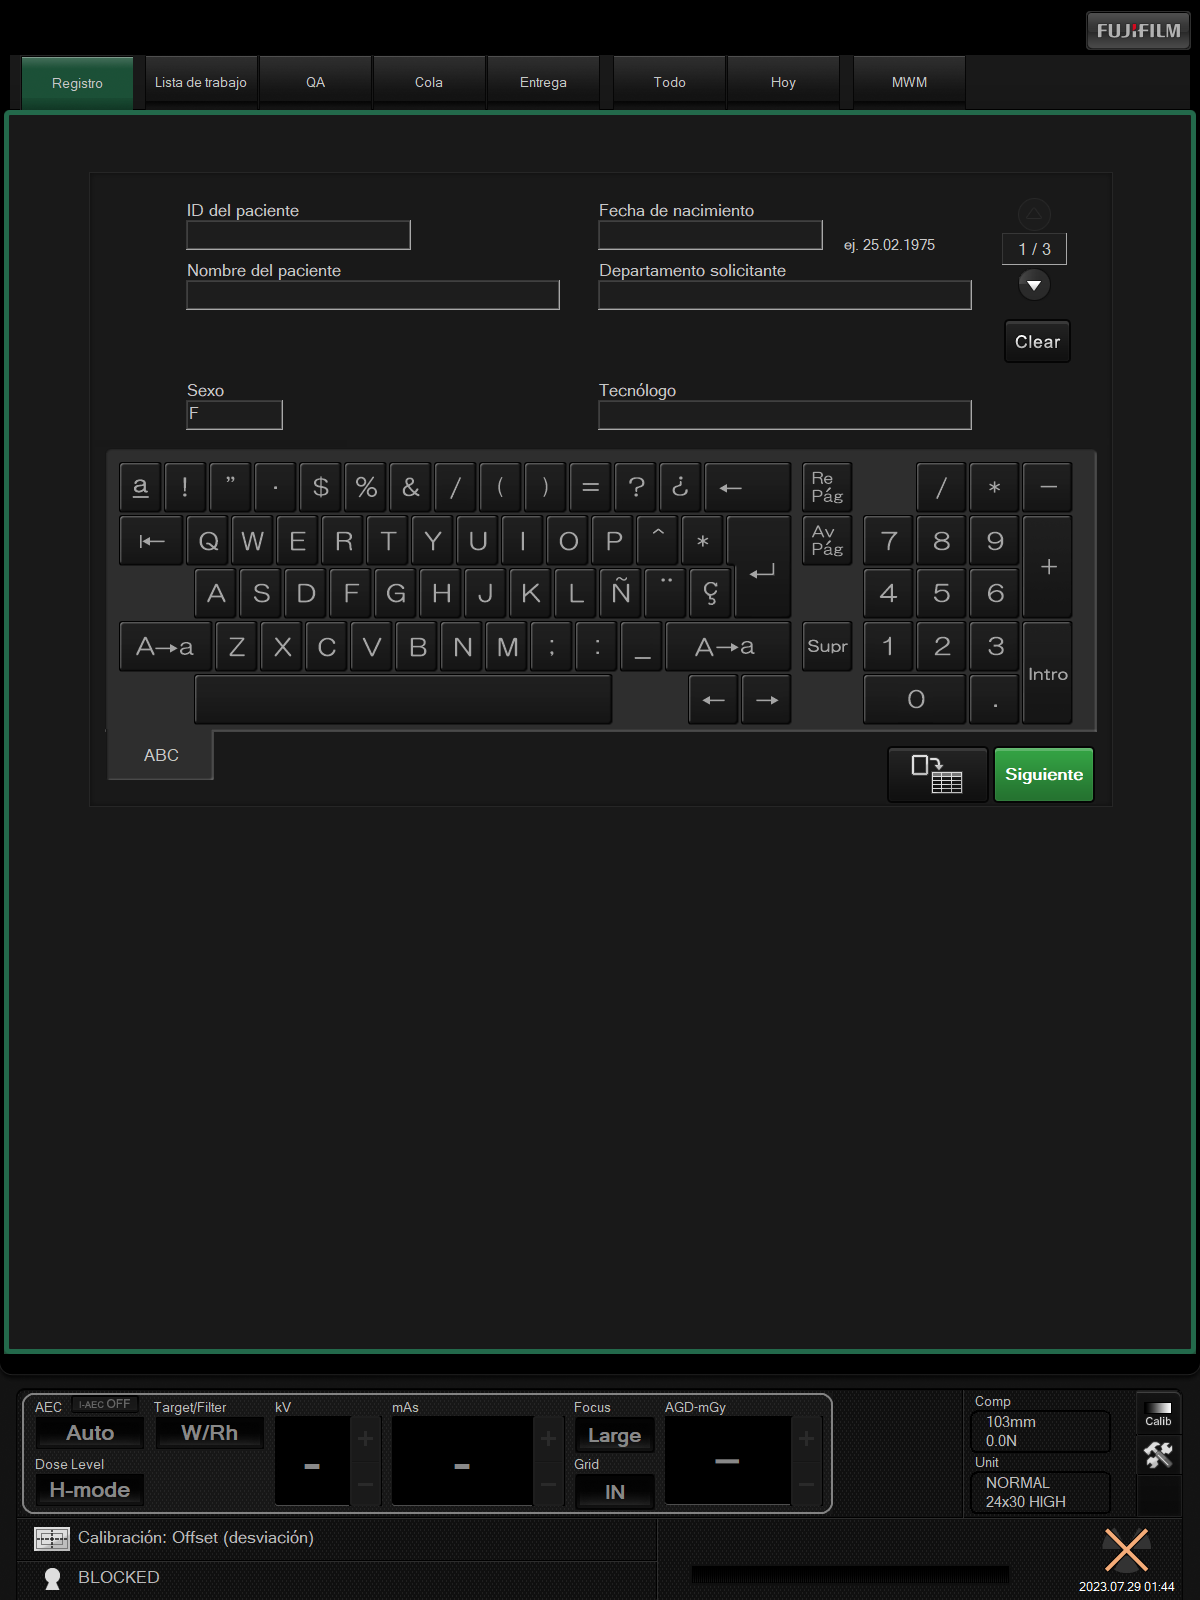 FUJIFILM
Registro
Lista de trabajo
QA
Cola
Entrega
Todo
Hoy
MWM
ID del paciente
Fecha de nacimiento
ej. 25.02.1975
1 / 3
Nombre del paciente
Departamento solicitante
Clear
Sexo
F
Tecnólogo
a ! " · $ % & / ( ) = ? ¿ ← Re Pág / * −
Q W E R T Y U I O P ^ * Av Pág 7 8 9 +
A S D F G H J K L Ñ ¨ Ç 4 5 6
A→a Z X C V B N M ; : _ A→a Supr 1 2 3 Intro
← → 0 .
ABC
Siguiente
AEC
I-AEC OFF
Target/Filter
kV
mAs
Focus
AGD-mGy
Auto
W/Rh
Large
Dose Level
Grid
H-mode
IN
Comp
103mm
0.0N
Unit
NORMAL
24x30 HIGH
Calib
Calibración: Offset (desviación)
BLOCKED
2023.07.29 01:44